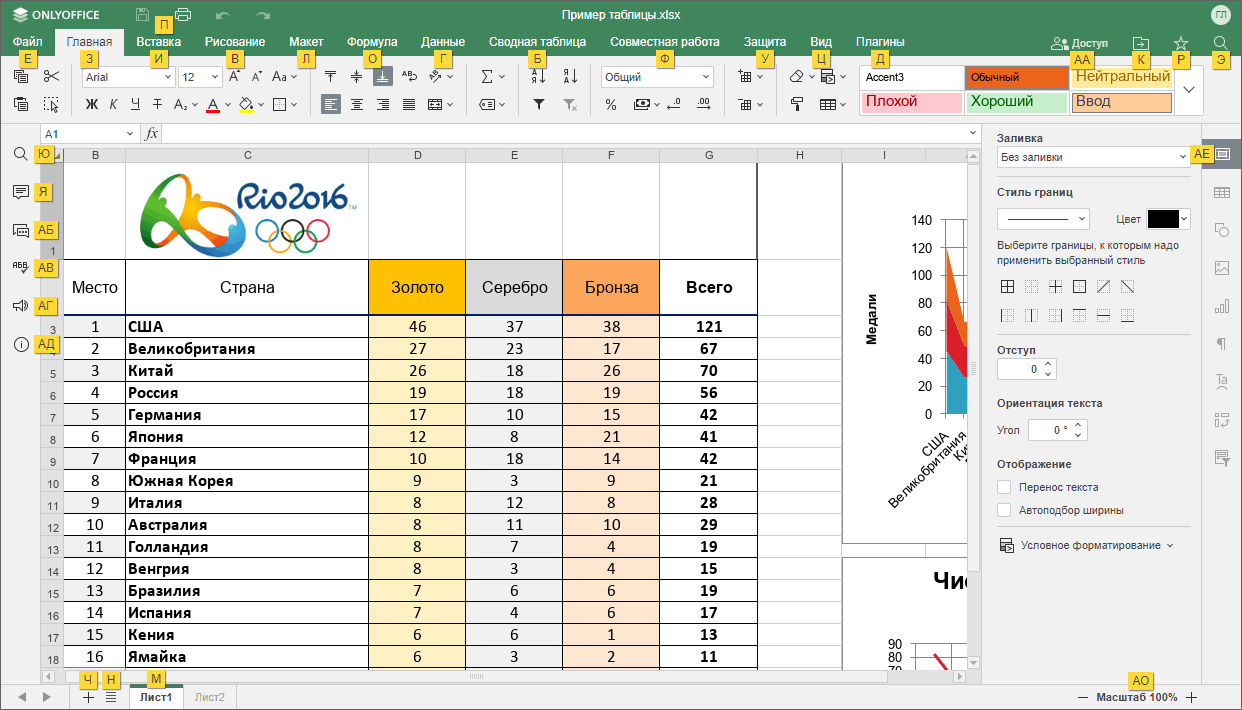 ONLYOFFICE
П
Пример таблицы.xlsx
ГЛ
Файл Главная Вставка Рисование Макет Формула Данные Сводная таблица Совместная работа Защита Вид Плагины Доступ
Е З И В Л О Г Б Ф У Ц Д АА К Р Э
Arial 12 Aa Общий Accent3 Обычный Нейтральный
Ж К Ч Т % Плохой Хороший Ввод
A1 fx
Ю Я АБ АВ АГ АД
B C D E F G H I
1
Rio2016™
Место Страна Золото Серебро Бронза Всего
3 1 США 46 37 38 121
2 Великобритания 27 23 17 67
5 3 Китай 26 18 26 70
6 4 Россия 19 18 19 56
7 5 Германия 17 10 15 42
8 6 Япония 12 8 21 41
9 7 Франция 10 18 14 42
10 8 Южная Корея 9 3 9 21
11 9 Италия 8 12 8 28
12 10 Австралия 8 11 10 29
13 11 Голландия 8 7 4 19
14 12 Венгрия 8 3 4 15
15 13 Бразилия 7 6 6 19
16 14 Испания 7 4 6 17
17 15 Кения 6 6 1 13
18 16 Ямайка 6 3 2 11
Медали
140
120
100
80
60
40
20
0
США
Великобритания
90
80
Заливка
Без заливки
АЕ
Стиль границ
Цвет
Выберите границы, к которым надо
применить выбранный стиль
Отступ
0
Ориентация текста
Угол 0 °
Отображение
Перенос текста
Автоподбор ширины
Условное форматирование
Ч Н М АО
Лист1 Лист2 Масштаб 100%